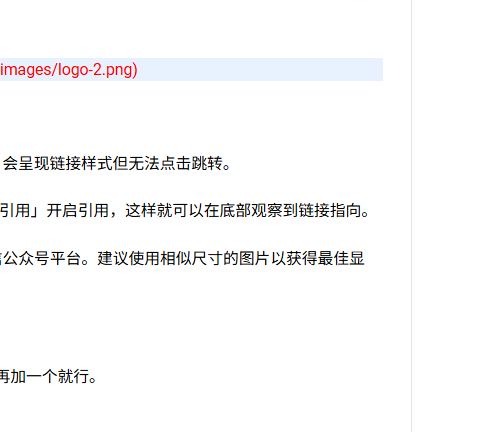 images/logo-2.png)
会呈现链接样式但无法点击跳转。
引用」开启引用，这样就可以在底部观察到链接指向。
公众号平台。建议使用相似尺寸的图片以获得最佳显
再加一个就行。